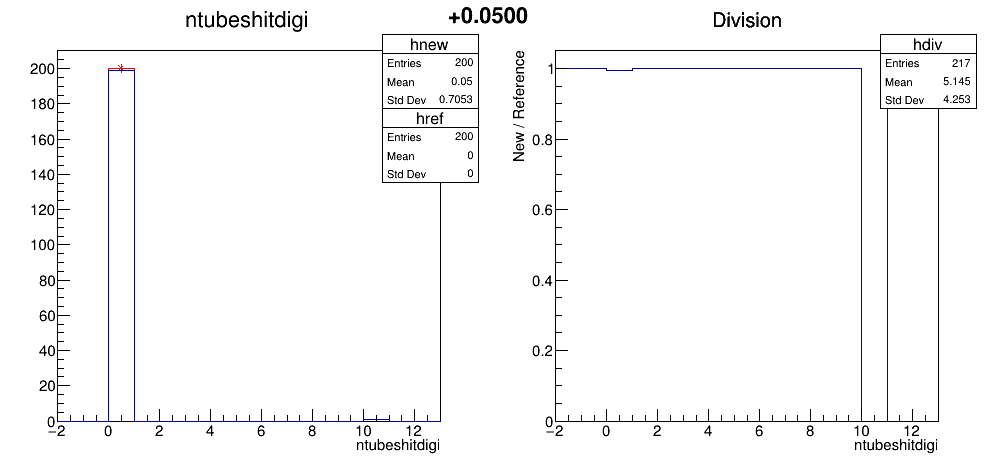 +0.0500
ntubeshitdigi
hnew
Entries 200
Mean 0.05
Std Dev 0.7053
href
Entries 200
Mean 0
Std Dev 0
200
180
160
140
120
100
80
60
40
20
0
−2 0 2 4 6 8 10 12
ntubeshitdigi
Division
hdiv
Entries 217
Mean 5.145
Std Dev 4.253
New / Reference
1
0.8
0.6
0.4
0.2
0
−2 0 2 4 6 8 10 12
ntubeshitdigi